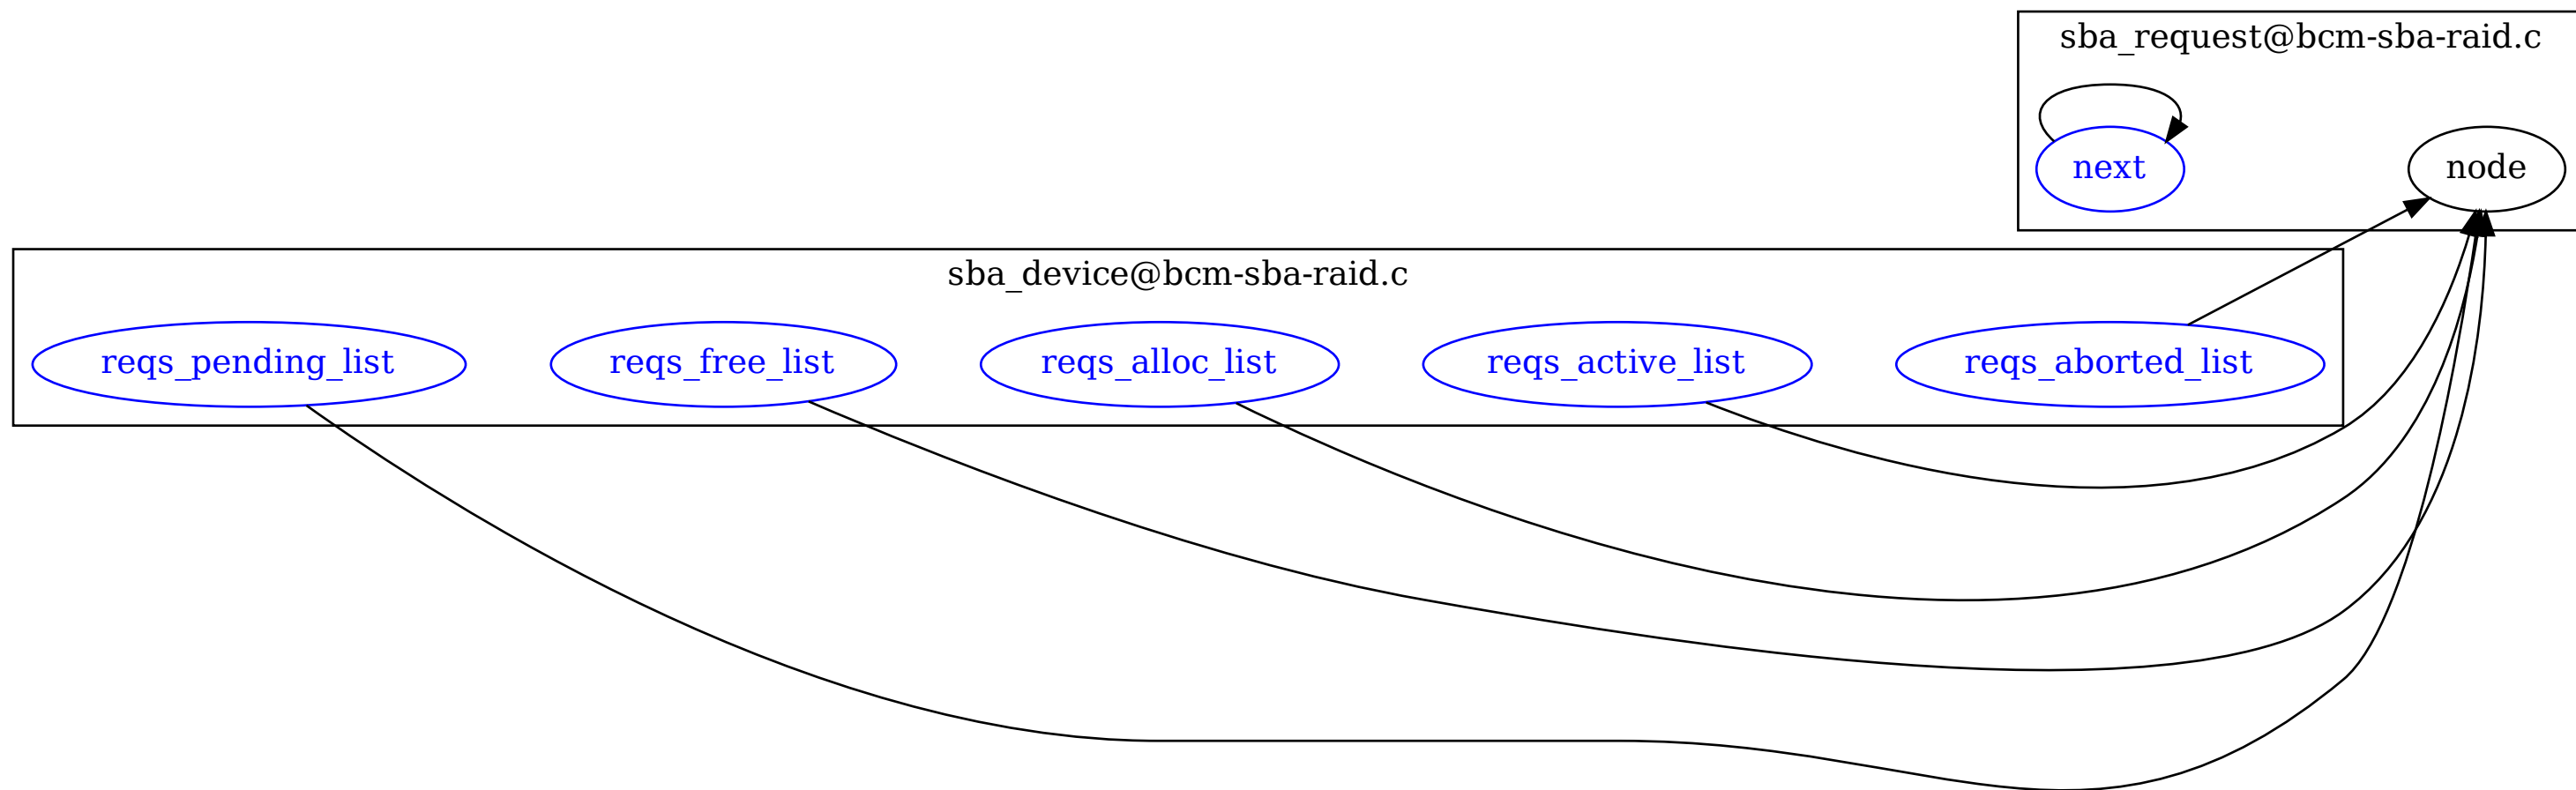 sba_request@bcm-sba-raid.c
next
node
sba_device@bcm-sba-raid.c
reqs_pending_list
reqs_free_list
reqs_alloc_list
reqs_active_list
reqs_aborted_list